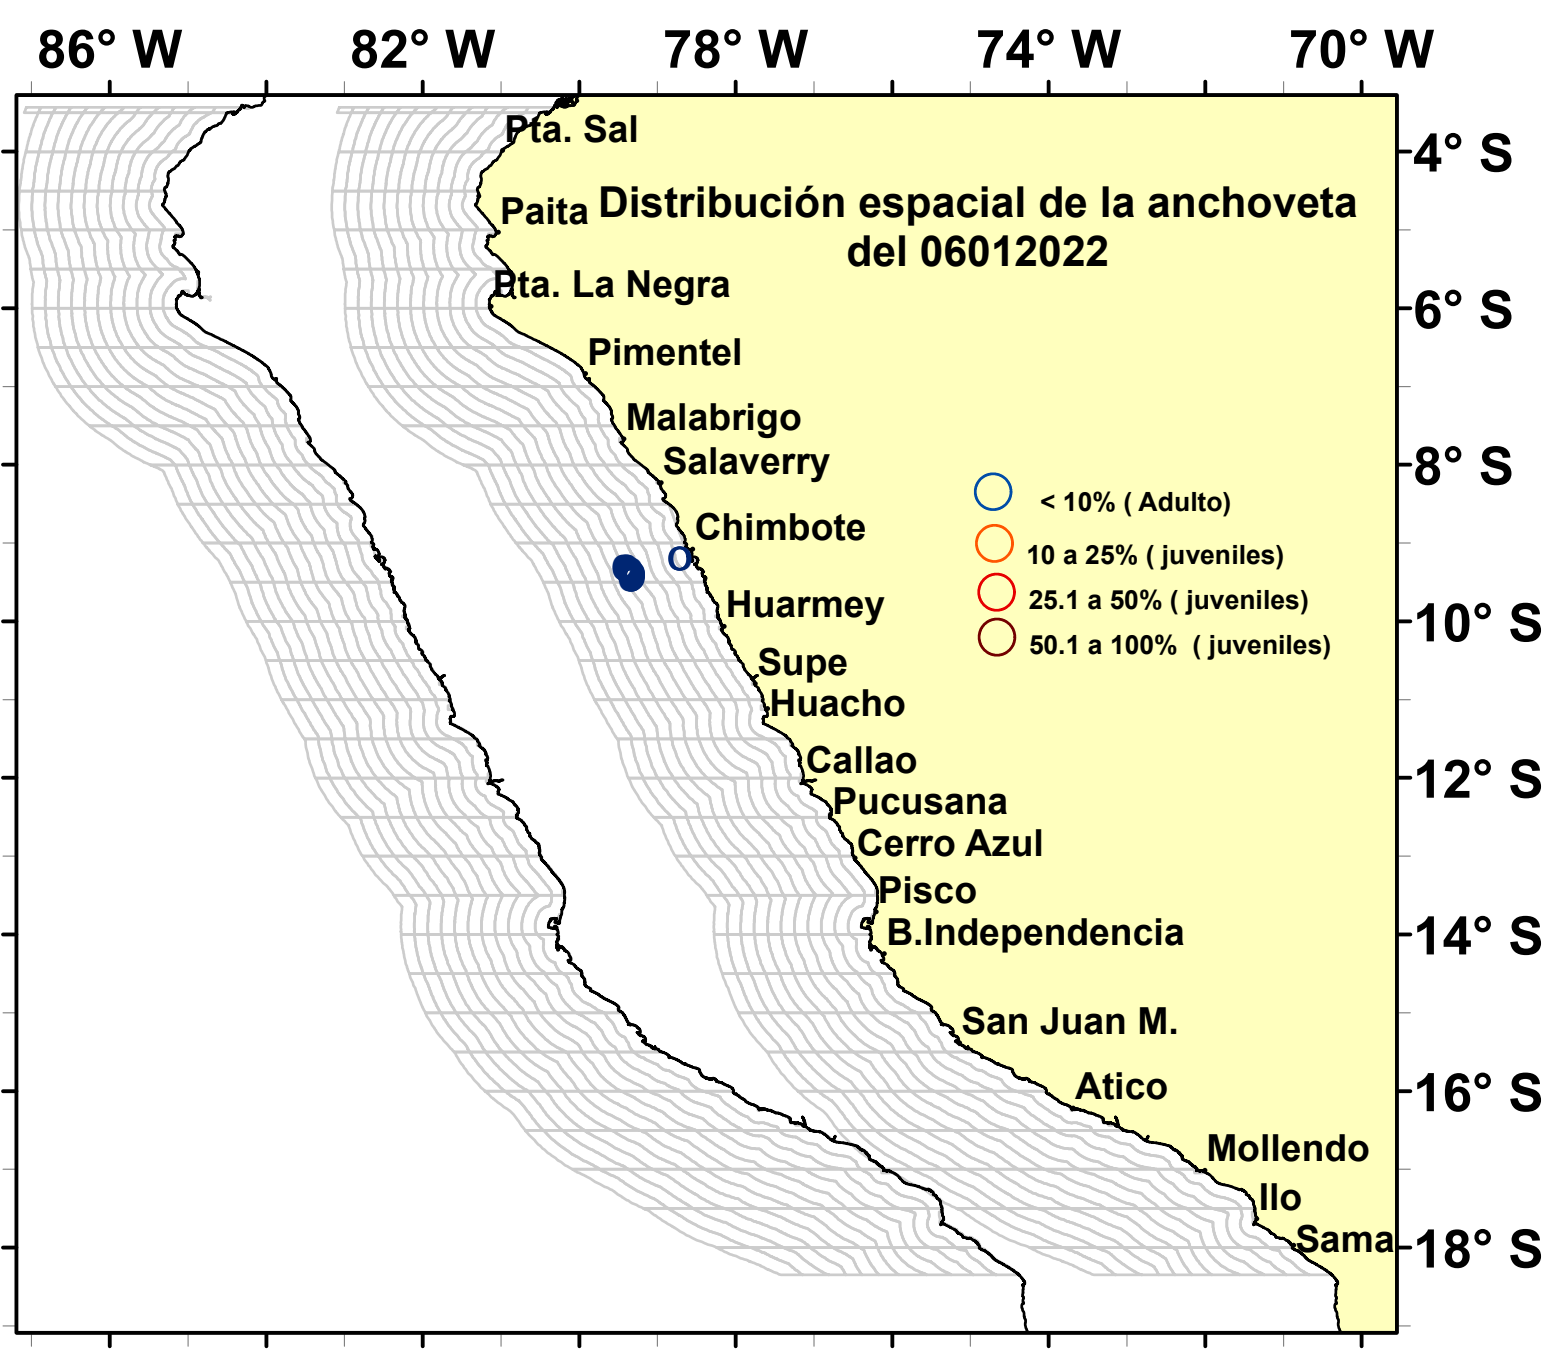 86° W 82° W 78° W 74° W 70° W
Pta. Sal
4° S
Paita
Distribución espacial de la anchoveta
del 06012022
Pta. La Negra
6° S
Pimentel
Malabrigo
Salaverry
8° S
< 10% ( Adulto)
Chimbote
10 a 25% ( juveniles)
25.1 a 50% ( juveniles)
Huarmey
10° S
50.1 a 100% ( juveniles)
Supe
Huacho
Callao
12° S
Pucusana
Cerro Azul
Pisco
B.Independencia
14° S
San Juan M.
Atico
16° S
Mollendo
Ilo
Sama
18° S